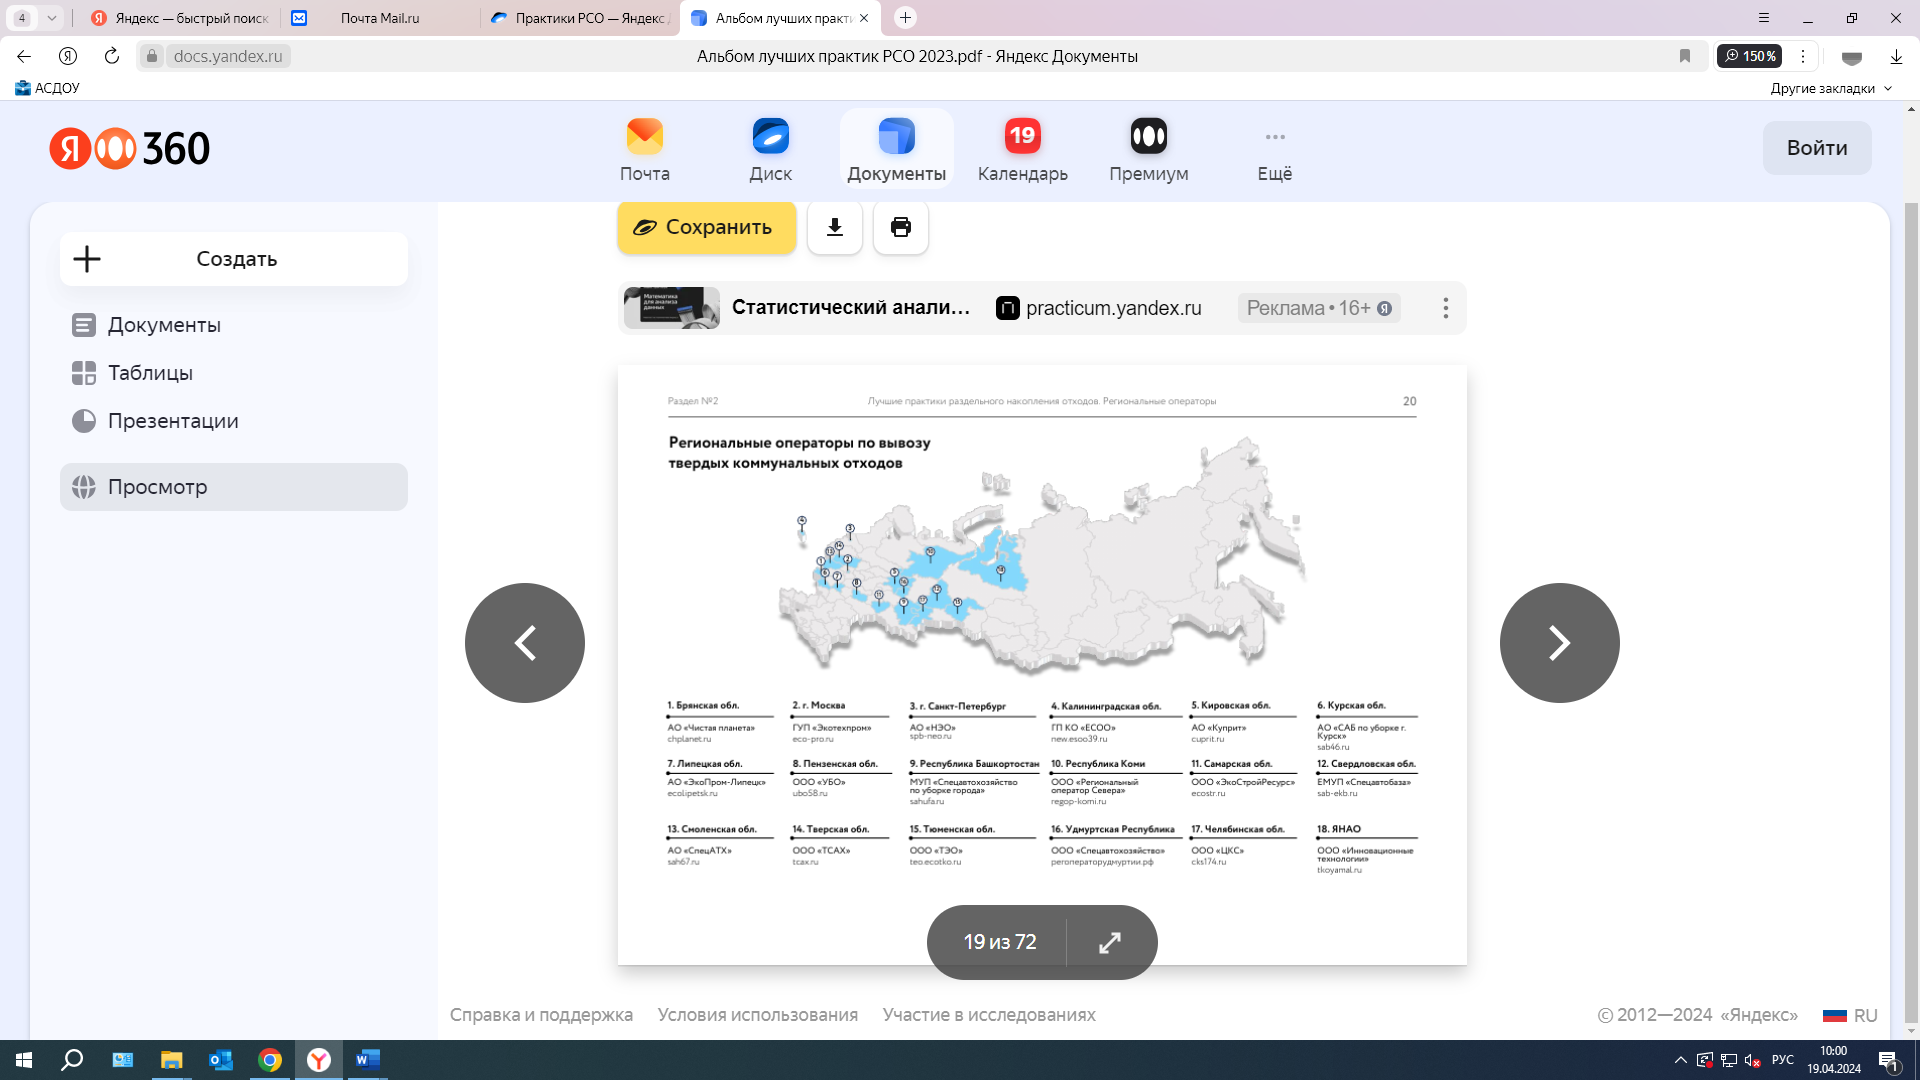 4
Яндекс — быстрый поиск
Почта Mail.ru
Практики РСО — Яндекс
Альбом лучших практи
docs.yandex.ru
Альбом лучших практик РСО 2023.pdf - Яндекс Документы
150%
АСДОУ
Другие закладки
Я 360
Почта
Диск
Документы
19
Календарь
Премиум
Ещё
Войти
Создать
Документы
Таблицы
Презентации
Просмотр
Сохранить
Математика
для анализа
данных
Статистический анали...
practicum.yandex.ru
Реклама • 16+
Раздел №2
Лучшие практики раздельного накопления отходов. Региональные операторы
20
Региональные операторы по вывозу
твердых коммунальных отходов
1. Брянская обл.
АО «Чистая планета»
chplanet.ru
2. г. Москва
ГУП «Экотехпром»
eco-pro.ru
3. г. Санкт-Петербург
АО «НЭО»
spb-neo.ru
4. Калининградская обл.
ГП КО «ЕСОО»
new.esoo39.ru
5. Кировская обл.
АО «Куприт»
cuprit.ru
6. Курская обл.
АО «САБ по уборке г.
Курск»
sab46.ru
7. Липецкая обл.
АО «ЭкоПром-Липецк»
ecolipetsk.ru
8. Пензенская обл.
ООО «УБО»
ubo58.ru
9. Республика Башкортостан
МУП «Спецавтохозяйство
по уборке города»
sahufa.ru
10. Республика Коми
ООО «Региональный
оператор Севера»
regop-komi.ru
11. Самарская обл.
ООО «ЭкоСтройРесурс»
ecostr.ru
12. Свердловская обл.
ЕМУП «Спецавтобаза»
sab-ekb.ru
13. Смоленская обл.
АО «СпецАТХ»
sah67.ru
14. Тверская обл.
ООО «ТСАХ»
tcax.ru
15. Тюменская обл.
ООО «ТЭО»
teo.ecotko.ru
16. Удмуртская Республика
ООО «Спецавтохозяйство»
регоператорудмуртии.рф
17. Челябинская обл.
ООО «ЦКС»
cks174.ru
18. ЯНАО
ООО «Инновационные
технологии»
tkoyamal.ru
19 из 72
Справка и поддержка
Условия использования
Участие в исследованиях
© 2012—2024 «Яндекс»
RU
РУС
10:00
19.04.2024
1